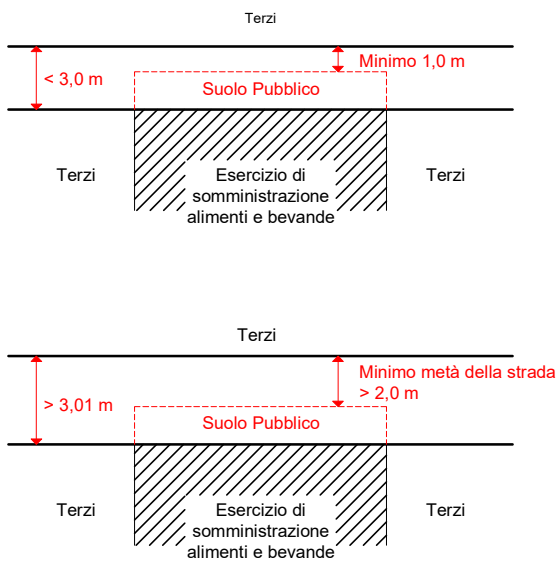 Terzi
< 3,0 m
Minimo 1,0 m
Suolo Pubblico
Terzi
Esercizio di
somministrazione
alimenti e bevande
Terzi
Terzi
> 3,01 m
Minimo metà della strada
> 2,0 m
Suolo Pubblico
Terzi
Esercizio di
somministrazione
alimenti e bevande
Terzi